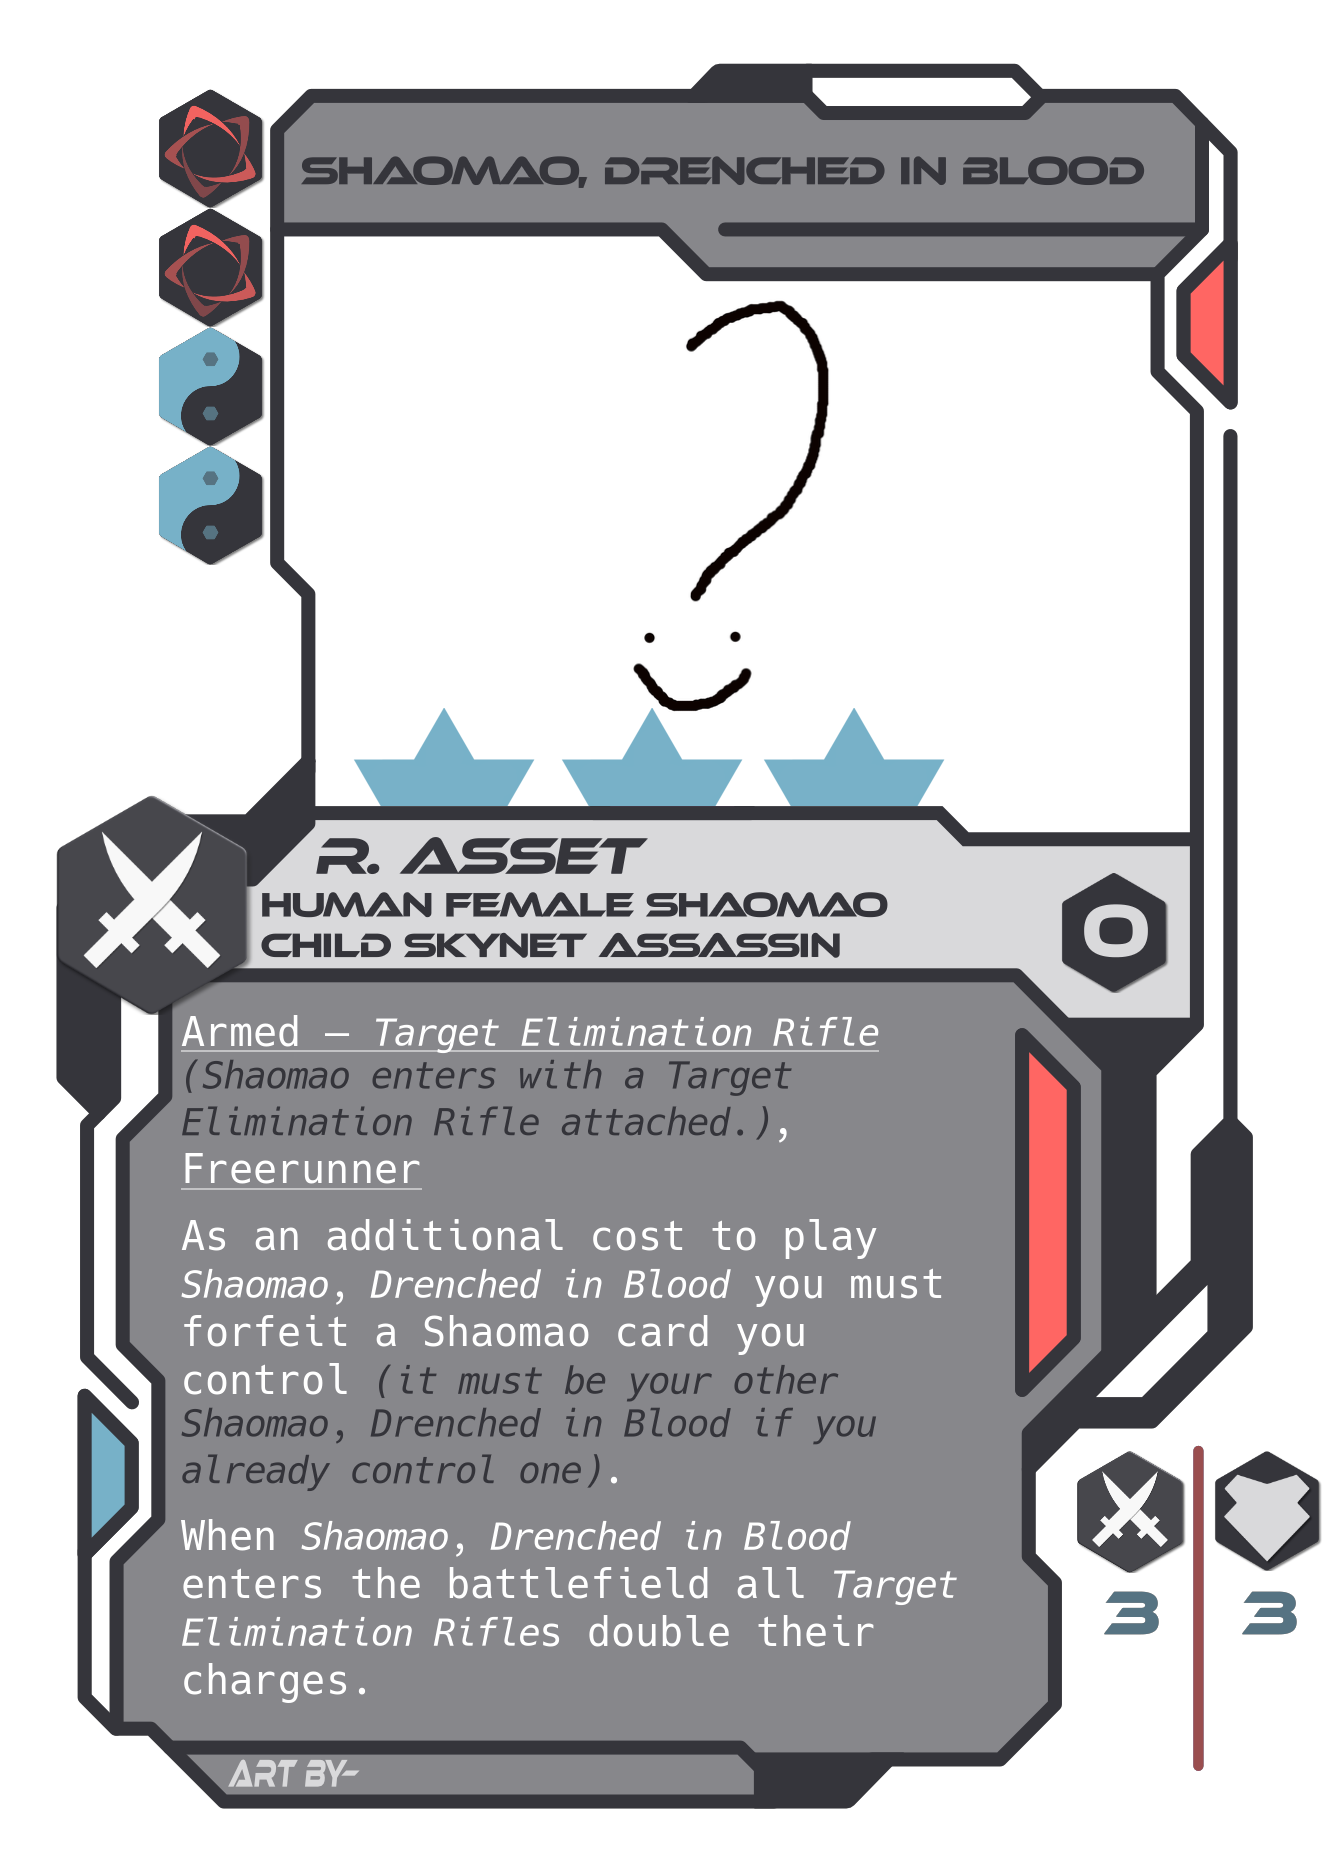 SHAOMAO, DRENCHED IN BLOOD
R. ASSET
HUMAN FEMALE SHAOMAO
CHILD SKYNET ASSASSIN
0
Armed – Target Elimination Rifle
(Shaomao enters with a Target
Elimination Rifle attached.),
Freerunner
As an additional cost to play
Shaomao, Drenched in Blood you must
forfeit a Shaomao card you
control (it must be your other
Shaomao, Drenched in Blood if you
already control one).
When Shaomao, Drenched in Blood
enters the battlefield all Target
Elimination Rifles double their
charges.
3 3
ART BY-